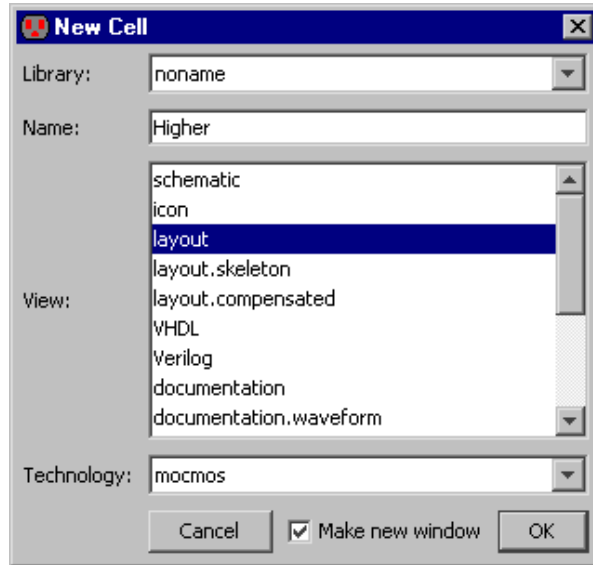 New Cell
Library: noname
Name: Higher
View:
schematic
icon
layout
layout.skeleton
layout.compensated
VHDL
Verilog
documentation
documentation.waveform
Technology: mocmos
Cancel Make new window OK